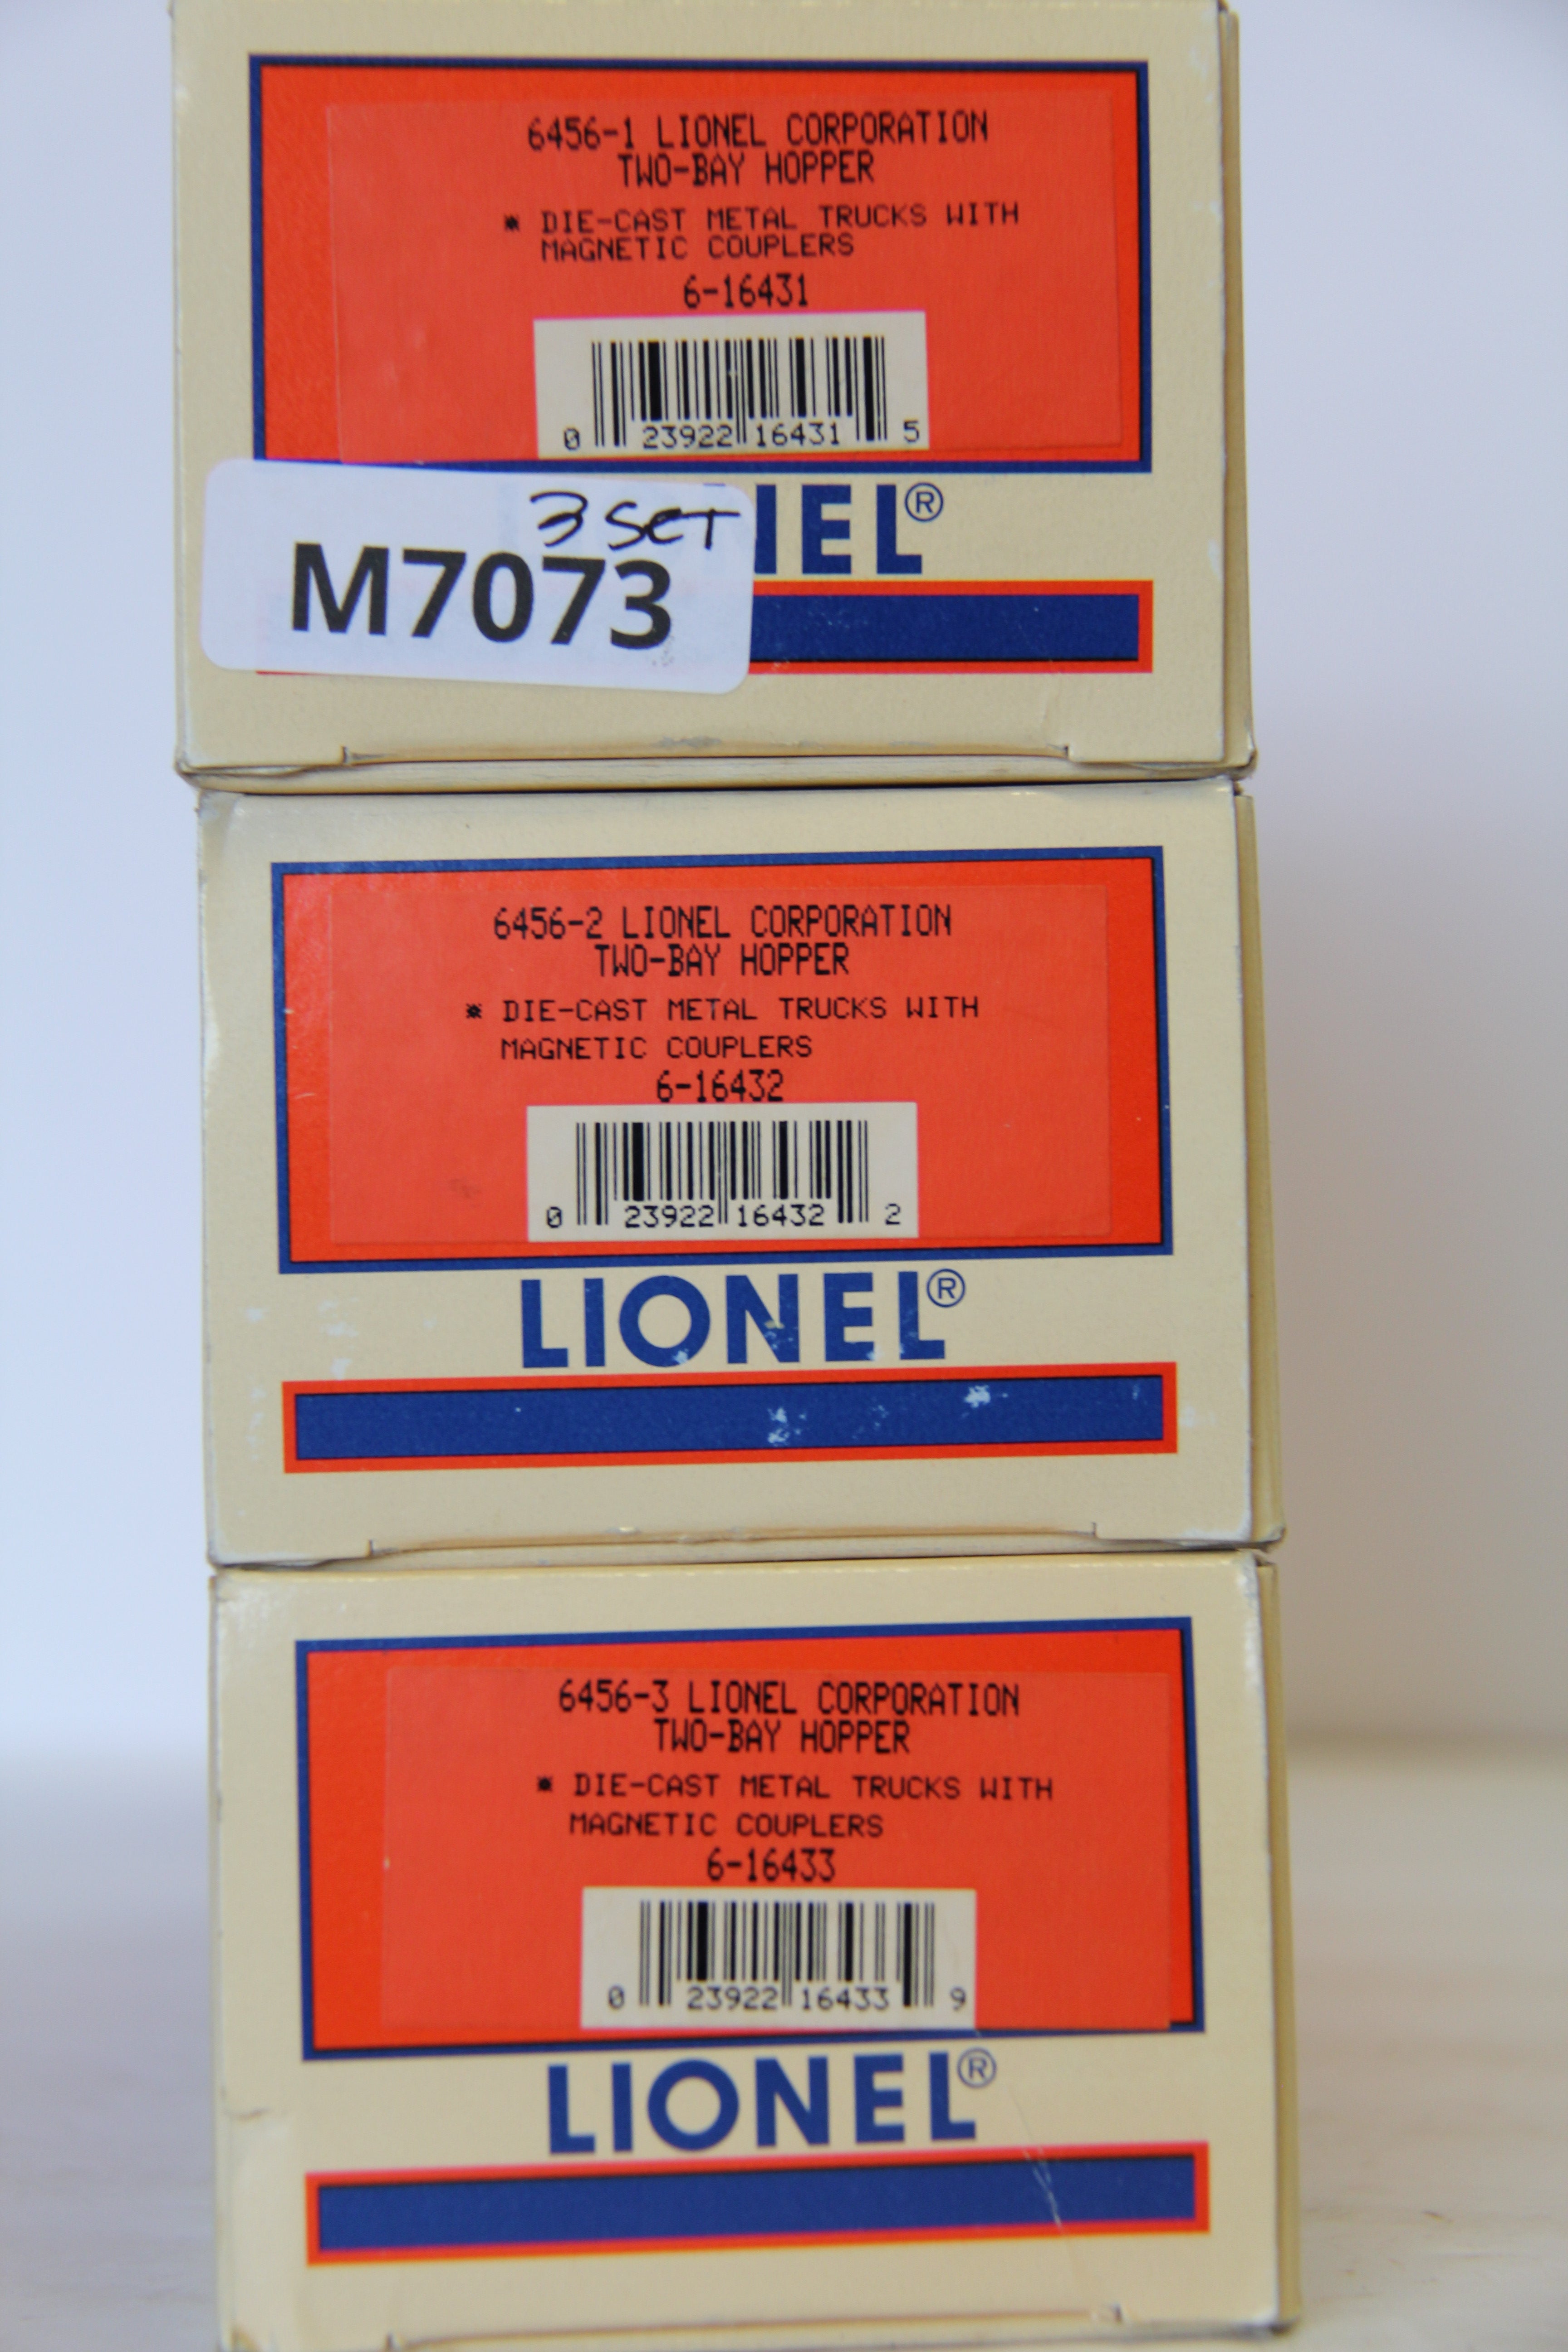 6456-1 LIONEL CORPORATION
TWO-BAY HOPPER
* DIE-CAST METAL TRUCKS WITH
MAGNETIC COUPLERS
6-16431
0 23922 16431 5
NEL®
3 SET
M7073
6456-2 LIONEL CORPORATION
TWO-BAY HOPPER
* DIE-CAST METAL TRUCKS WITH
MAGNETIC COUPLERS
6-16432
0 23922 16432 2
LIONEL®
6456-3 LIONEL CORPORATION
TWO-BAY HOPPER
* DIE-CAST METAL TRUCKS WITH
MAGNETIC COUPLERS
6-16433
0 23922 16433 9
LIONEL®